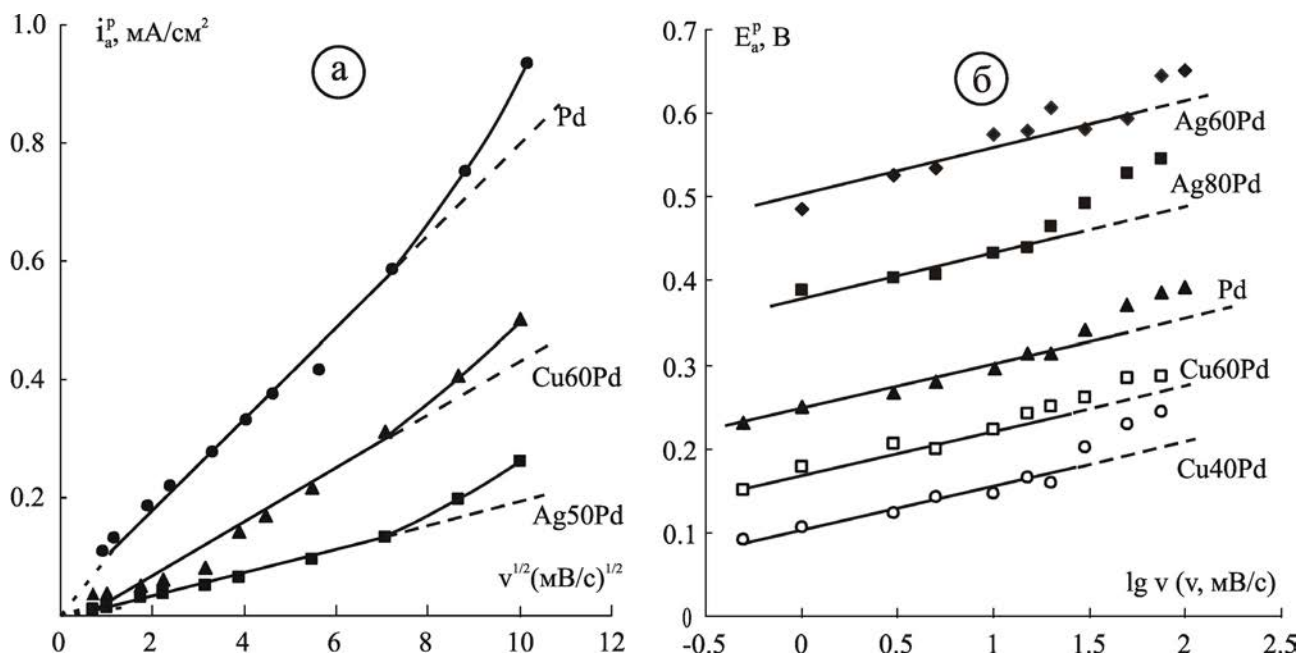 1.0
i_a^p, мА/см²
а
Pd
0.8
0.6
Cu60Pd
0.4
0.2
Ag50Pd
v^1/2(мВ/с)^1/2
0 2 4 6 8 10 12
0.7
E_a^p, В
б
Ag60Pd
0.6
Ag80Pd
0.5
0.4
Pd
0.3
Cu60Pd
0.2
Cu40Pd
0.1
lg v (v, мВ/с)
0
-0.5 0 0.5 1 1.5 2 2.5